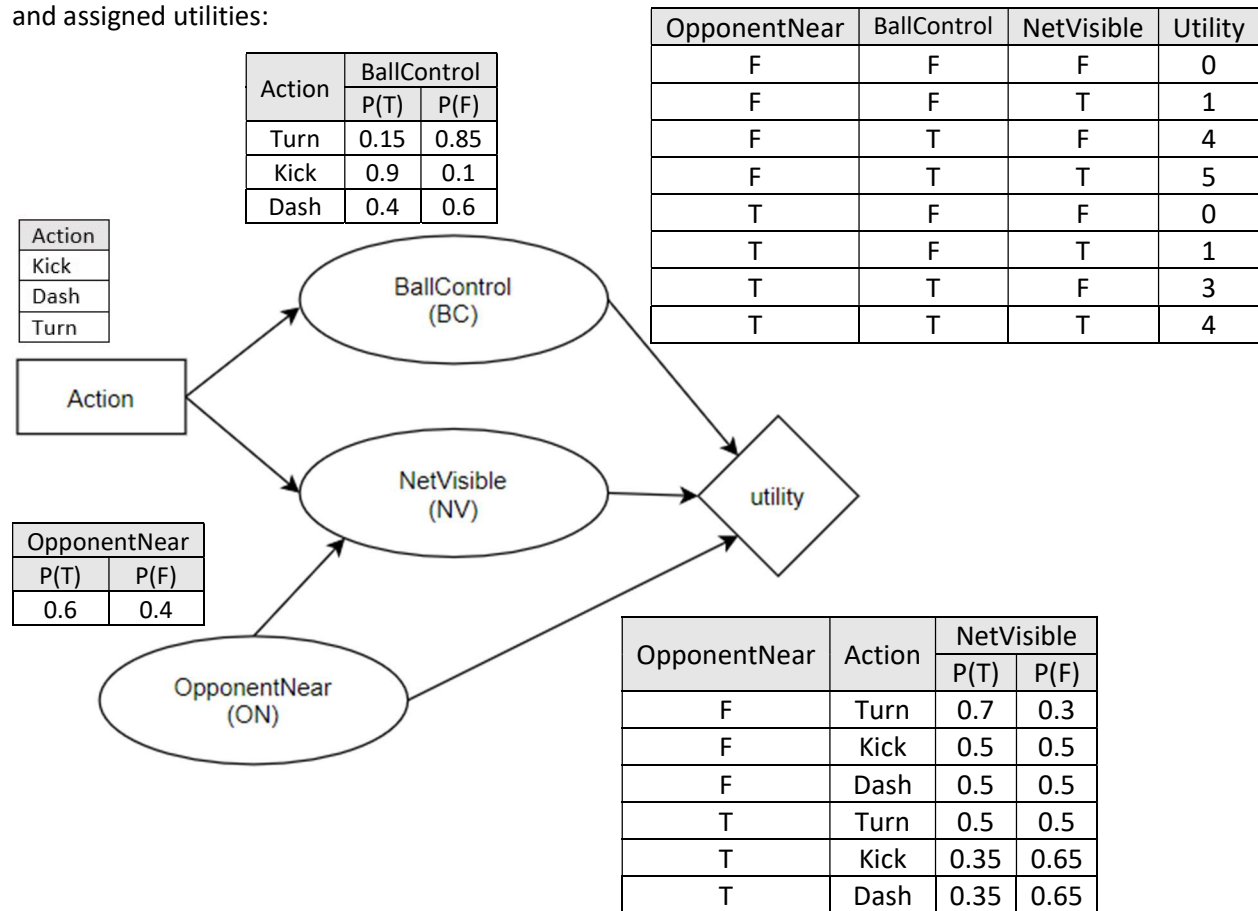 and assigned utilities:
OpponentNear BallControl NetVisible Utility
F F F 0
F F T 1
F T F 4
F T T 5
T F F 0
T F T 1
T T F 3
T T T 4
Action BallControl
P(T) P(F)
Turn 0.15 0.85
Kick 0.9 0.1
Dash 0.4 0.6
Action
Kick
Dash
Turn
BallControl
(BC)
Action
NetVisible
(NV)
utility
OpponentNear
P(T) P(F)
0.6 0.4
OpponentNear
(ON)
OpponentNear Action NetVisible
P(T) P(F)
F Turn 0.7 0.3
F Kick 0.5 0.5
F Dash 0.5 0.5
T Turn 0.5 0.5
T Kick 0.35 0.65
T Dash 0.35 0.65